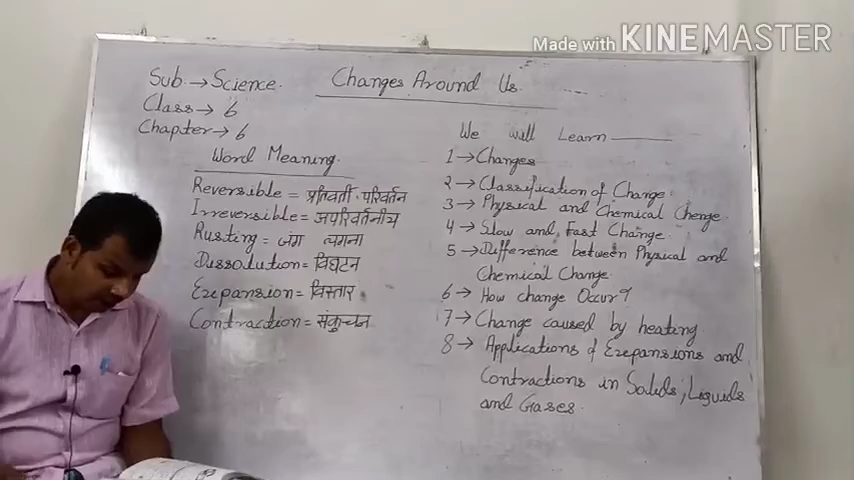 Made with KINEMASTER
Sub. → Science.
Class → 6
Chapter → 6
Changes Around Us.
Word Meaning.
Reversible = प्रतिवर्ती परिवर्तन
Irreversible = अपरिवर्तनीय
Rusting = जंग लगना
Dissolution = विघटन
Expansion = विस्तार
Contraction = संकुचन
We will Learn
1 → Changes
2 → Classification of Change.
3 → Physical and Chemical Chenge.
4 → Slow and Fast Change.
5 → Difference between Physical and
Chemical Change.
6 → How change Occur?
7 → Change caused by heating
8 → Applications of Expansions and
Contractions in Solids, Liquids
and Gases.